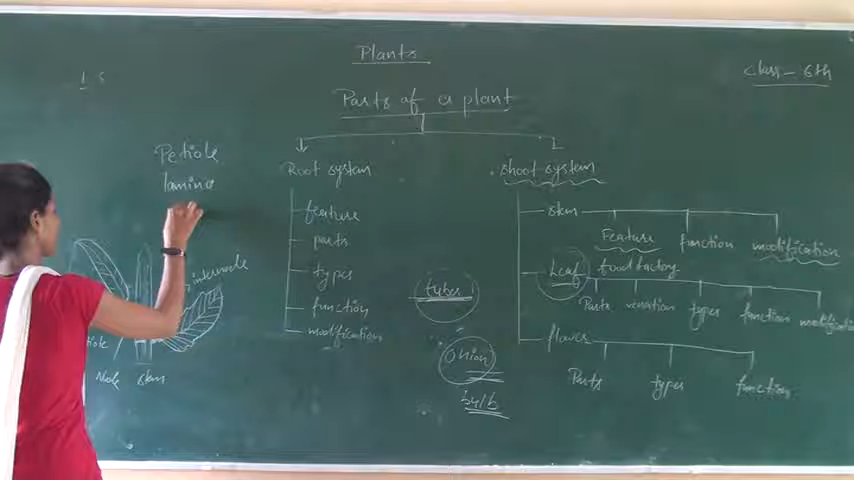 Plants
Class - 6th
Parts of a plant
Petiole
lamina
Root system
feature
parts
types
function
modification
shoot system
stem
Feature function modification
Leaf food factory
Parts venation types function modification
flower
Parts types function
tuber
Onion
bulb
internode
Node stem